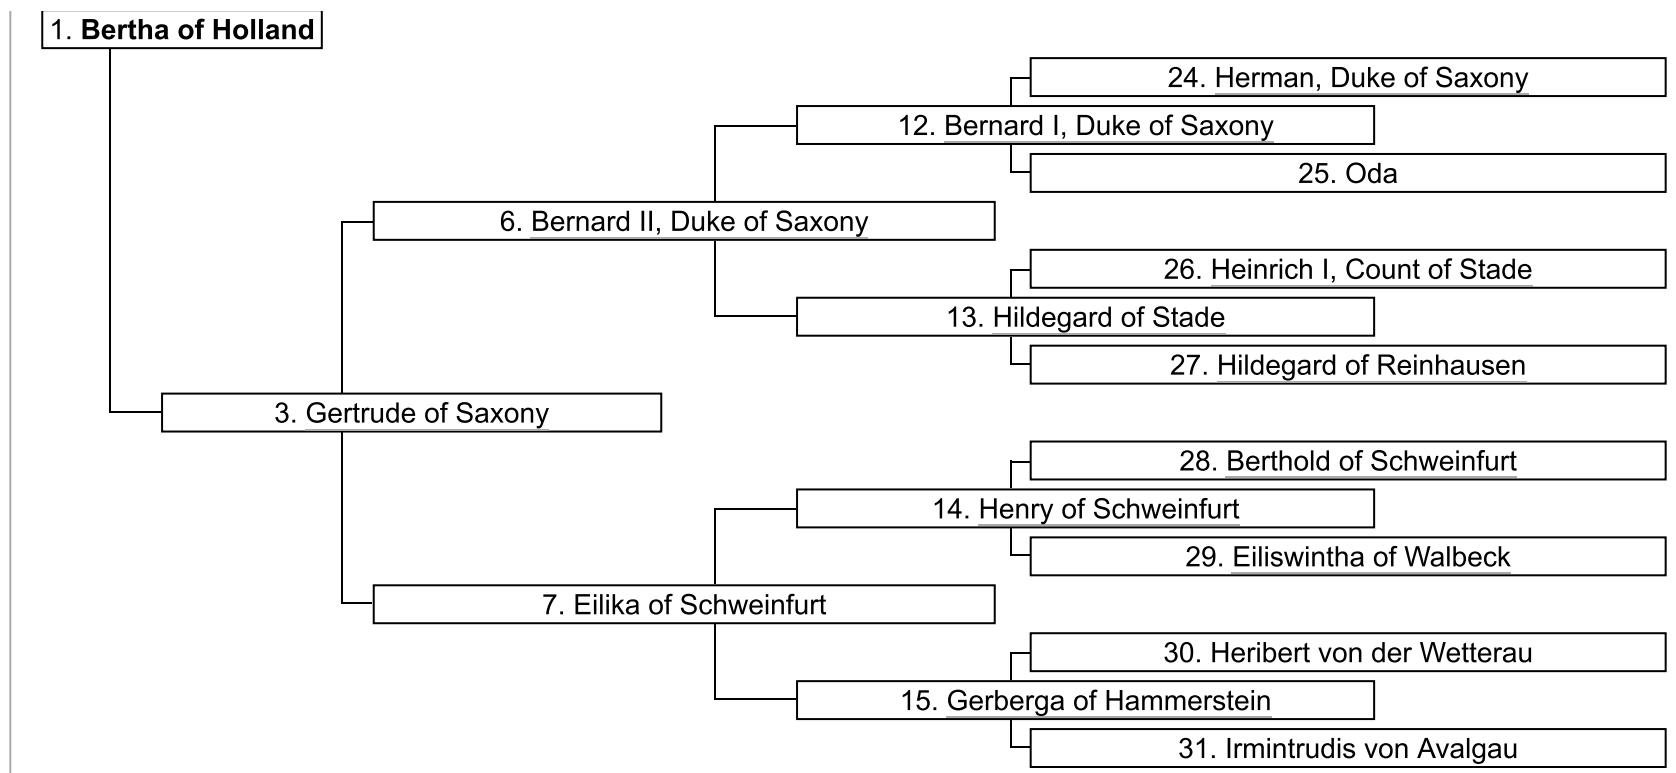 1. Bertha of Holland
24. Herman, Duke of Saxony
12. Bernard I, Duke of Saxony
25. Oda
6. Bernard II, Duke of Saxony
26. Heinrich I, Count of Stade
13. Hildegard of Stade
27. Hildegard of Reinhausen
3. Gertrude of Saxony
28. Berthold of Schweinfurt
14. Henry of Schweinfurt
29. Eiliswintha of Walbeck
7. Eilika of Schweinfurt
30. Heribert von der Wetterau
15. Gerberga of Hammerstein
31. Irmintrudis von Avalgau